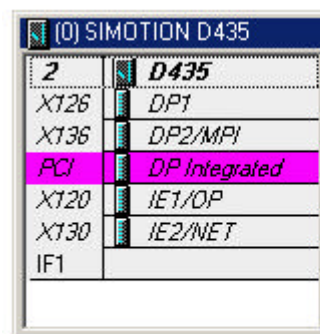 (0) SIMOTION D435
2 D435
X126 DP1
X136 DP2/MPI
PCI DP Integrated
X120 IE1/OP
X130 IE2/NET
IF1